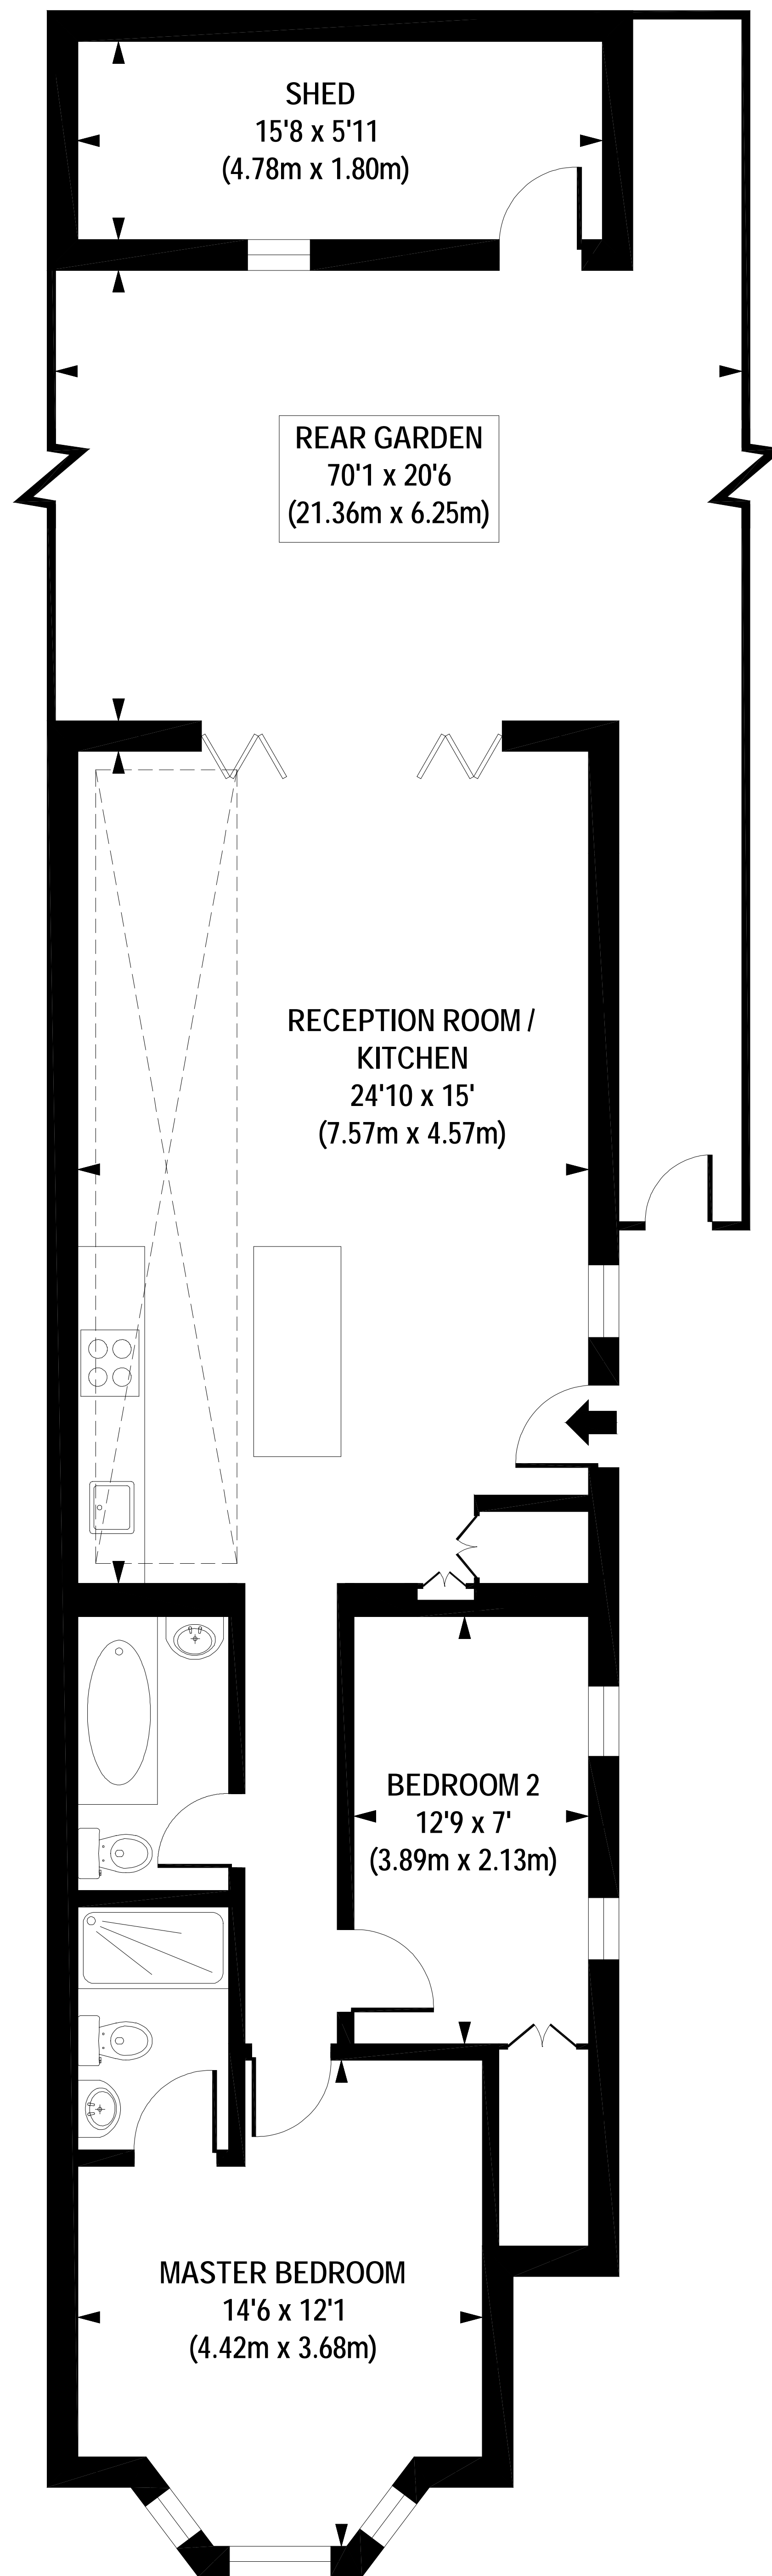 SHED
15'8 x 5'11
(4.78m x 1.80m)
REAR GARDEN
70'1 x 20'6
(21.36m x 6.25m)
RECEPTION ROOM /
KITCHEN
24'10 x 15'
(7.57m x 4.57m)
BEDROOM 2
12'9 x 7'
(3.89m x 2.13m)
MASTER BEDROOM
14'6 x 12'1
(4.42m x 3.68m)